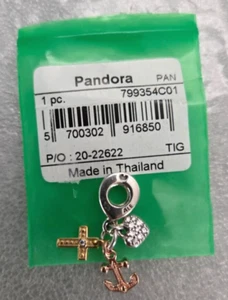 Pandora PAN
1 pc. 799354C01
5 700302 916850
P/O : 20-22622 TIG
Made in Thailand